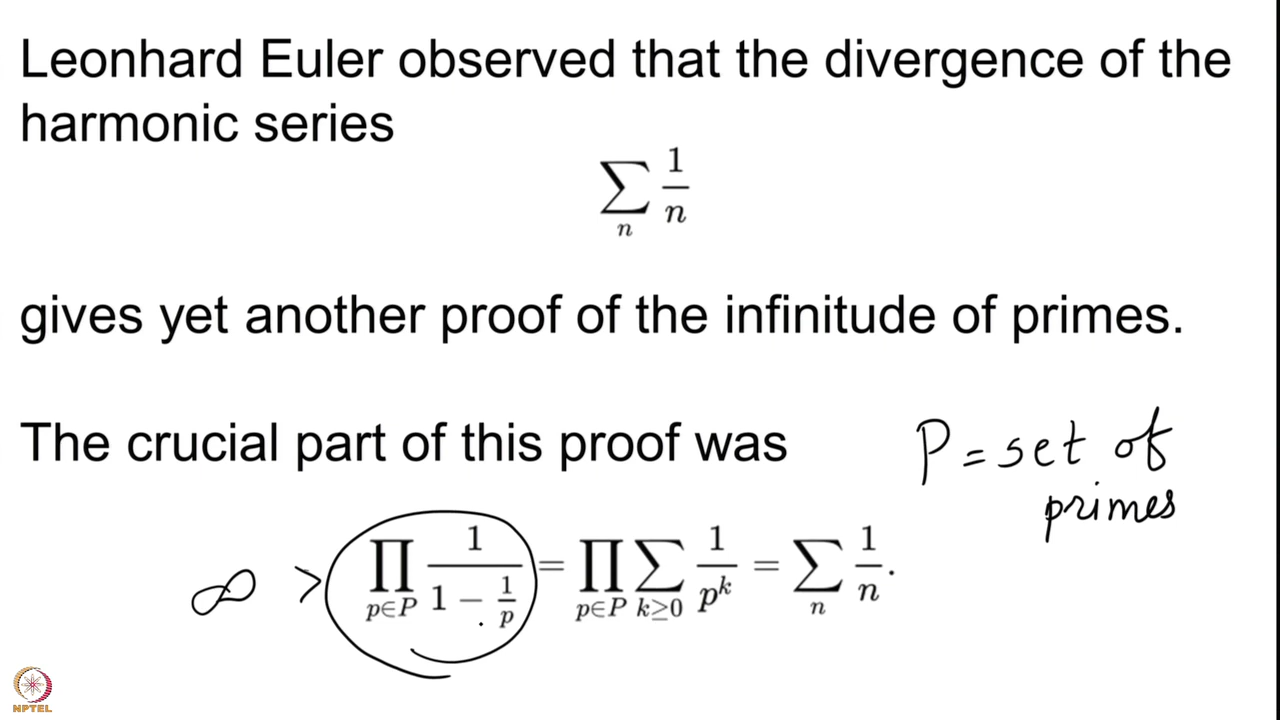 Leonhard Euler observed that the divergence of the
harmonic series
∑_n 1/n
gives yet another proof of the infinitude of primes.
The crucial part of this proof was
P = set of
primes
∞ > ∏_{p∈P} 1/(1 − 1/p) = ∏_{p∈P} ∑_{k≥0} 1/p^k = ∑_n 1/n.
NPTEL